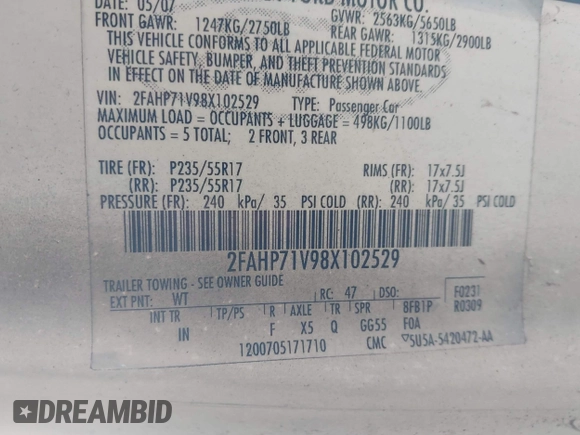 DATE: 05/07 FORD MOTOR CO.
FRONT GAWR: 1247KG/2750LB GVWR: 2563KG/5650LB
REAR GAWR: 1315KG/2900LB
THIS VEHICLE CONFORMS TO ALL APPLICABLE FEDERAL MOTOR
VEHICLE SAFETY, BUMPER, AND THEFT PREVENTION STANDARDS
IN EFFECT ON THE DATE OF MANUFACTURE SHOWN ABOVE.
VIN: 2FAHP71V98X102529 TYPE: Passenger Car
MAXIMUM LOAD = OCCUPANTS + LUGGAGE = 498KG/1100LB
OCCUPANTS = 5 TOTAL; 2 FRONT, 3 REAR
TIRE (FR): P235/55R17 RIMS (FR): 17x7.5J
(RR): P235/55R17 (RR): 17x7.5J
PRESSURE (FR): 240 kPa/ 35 PSI COLD (RR): 240 kPa/ 35 PSI COLD
2FAHP71V98X102529
TRAILER TOWING - SEE OWNER GUIDE
EXT PNT: WT RC: 47 DSO: F0231
R0309
INT TR TP/PS R AXLE TR SPR 8FB1P
IN F X5 Q GG55 FOA
1200705171710 CMC 5U5A-5420472-AA
DREAMBID